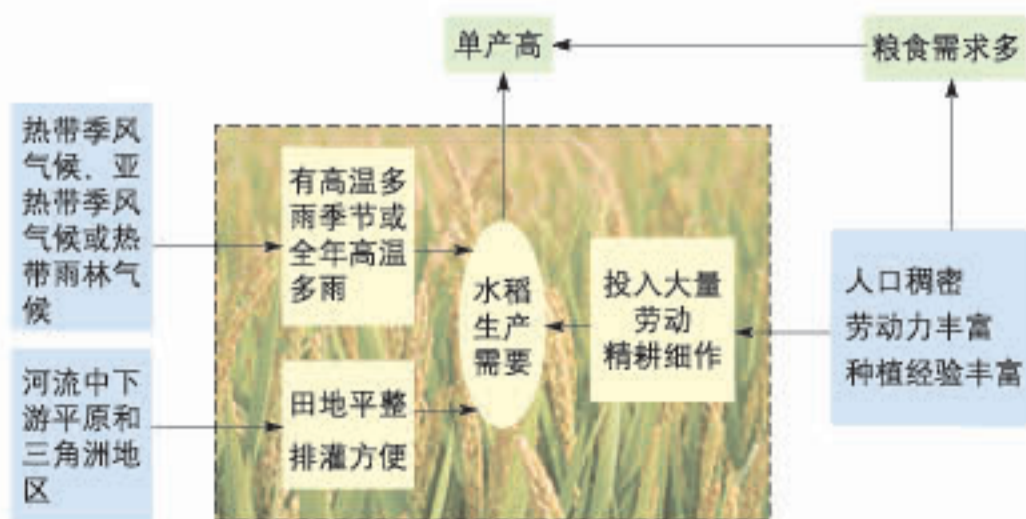 单产高
粮食需求多
热带季风
气候、亚
热带季风
气候或热
带雨林气
候
有高温多
雨季节或
全年高温
多雨
水稻
生产
需要
投入大量
劳动
精耕细作
人口稠密
劳动力丰富
种植经验丰富
河流中下
游平原和
三角洲地
区
田地平整
排灌方便